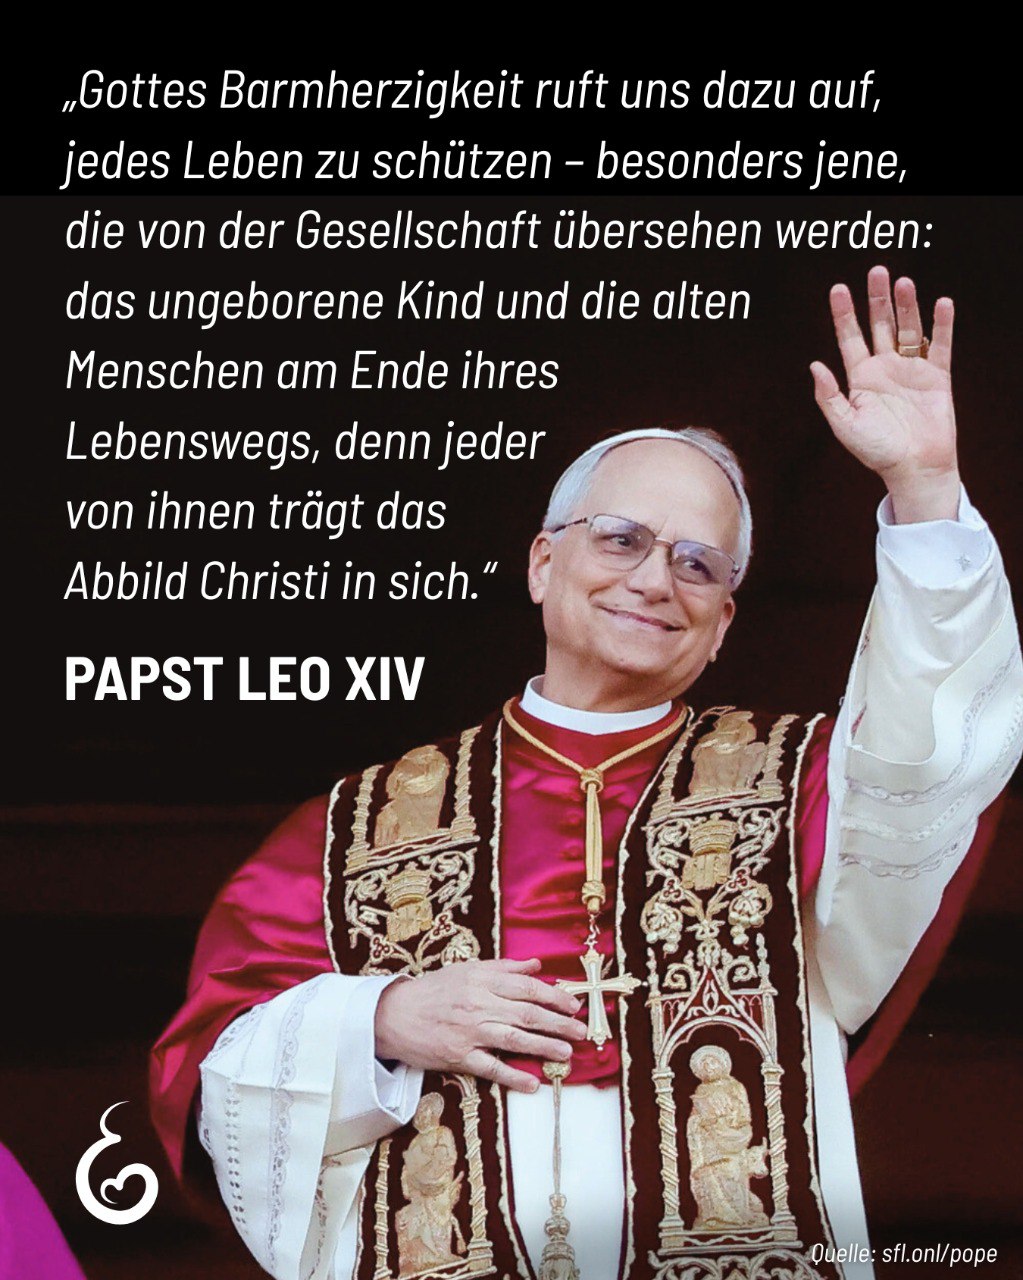 „Gottes Barmherzigkeit ruft uns dazu auf,
jedes Leben zu schützen – besonders jene,
die von der Gesellschaft übersehen werden:
das ungeborene Kind und die alten
Menschen am Ende ihres
Lebenswegs, denn jeder
von ihnen trägt das
Abbild Christi in sich.“
PAPST LEO XIV
Quelle: sfl.onl/pope